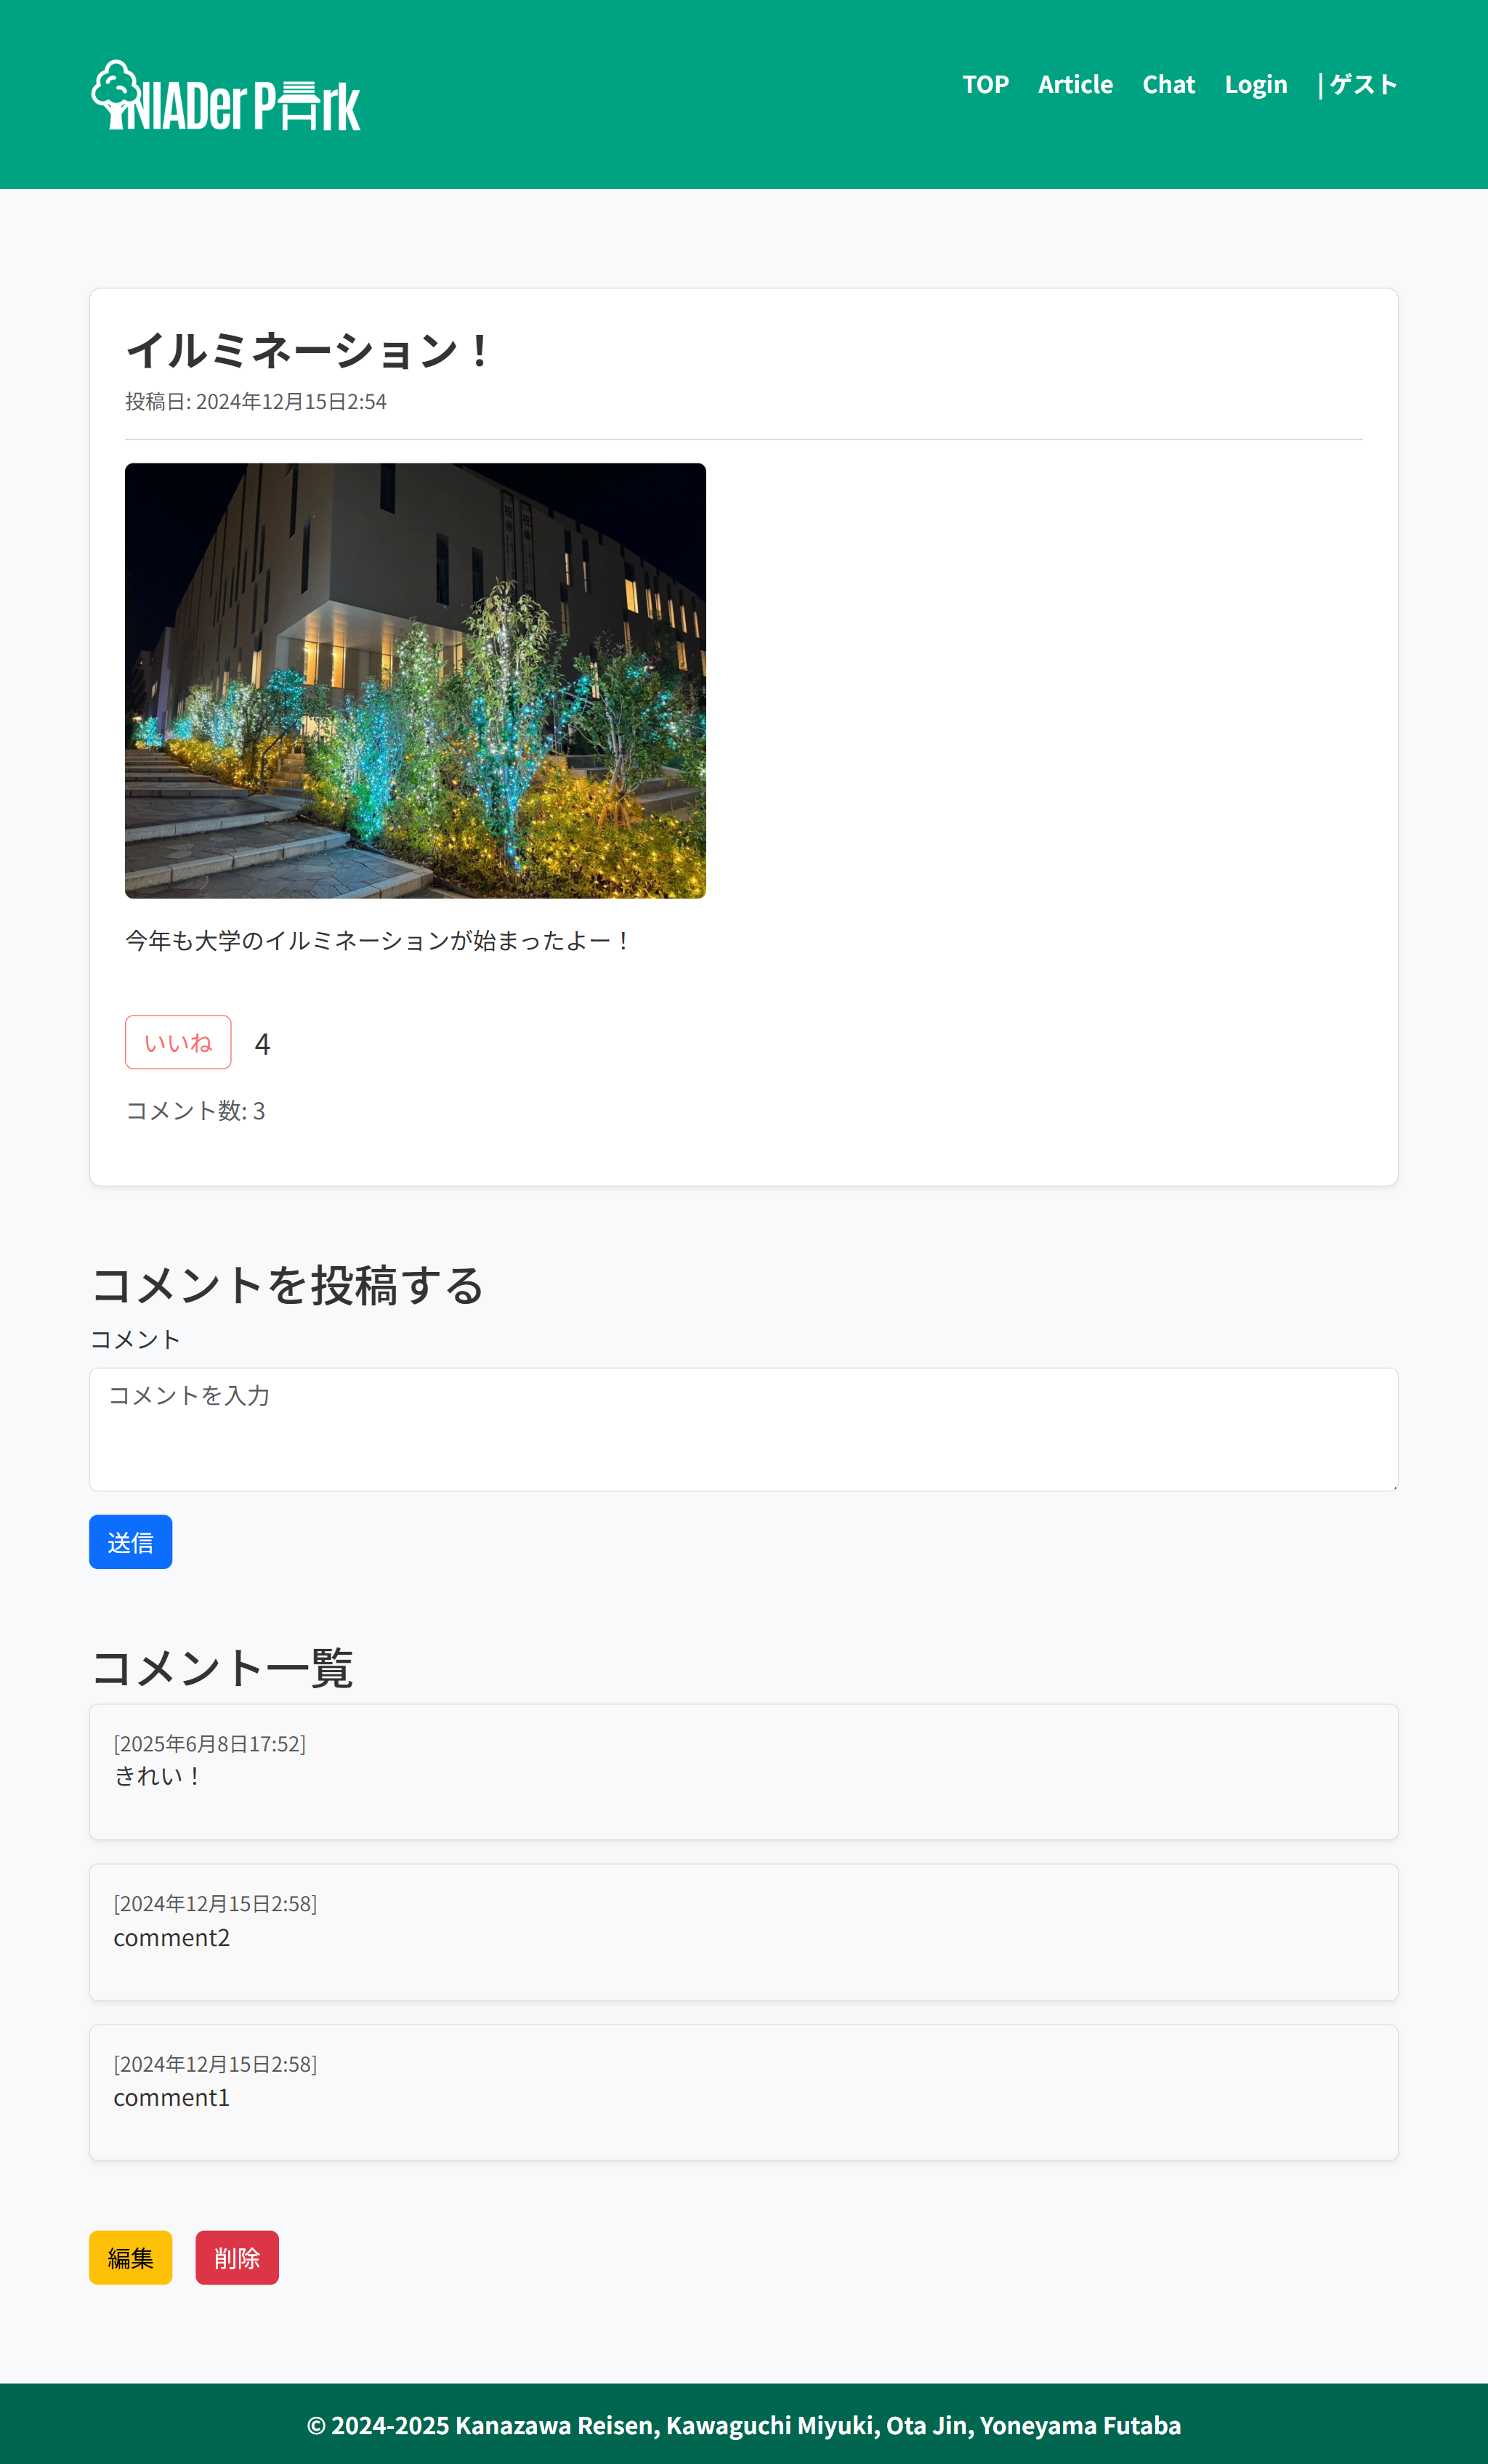 NIADer Park
TOP Article Chat Login | ゲスト
イルミネーション！
投稿日: 2024年12月15日2:54
今年も大学のイルミネーションが始まったよー！
いいね 4
コメント数: 3
コメントを投稿する
コメント
コメントを入力
送信
コメント一覧
[2025年6月8日17:52]
きれい！
[2024年12月15日2:58]
comment2
[2024年12月15日2:58]
comment1
編集 削除
© 2024-2025 Kanazawa Reisen, Kawaguchi Miyuki, Ota Jin, Yoneyama Futaba